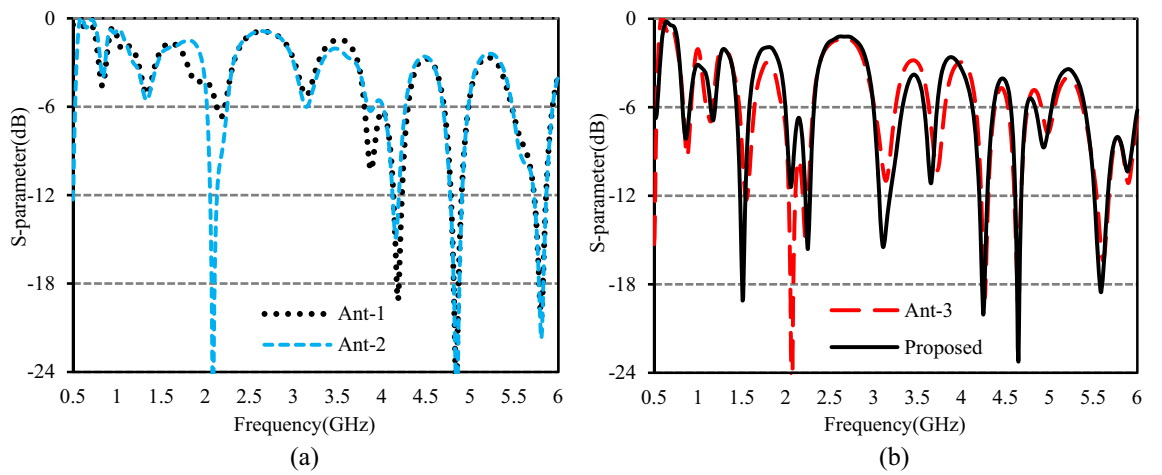 0
-6
-12
-18
-24
S-parameter(dB)
Ant-1
Ant-2
0.5 1 1.5 2 2.5 3 3.5 4 4.5 5 5.5 6
Frequency(GHz)
(a)
0
-6
-12
-18
-24
S-parameter(dB)
Ant-3
Proposed
0.5 1 1.5 2 2.5 3 3.5 4 4.5 5 5.5 6
Frequency(GHz)
(b)